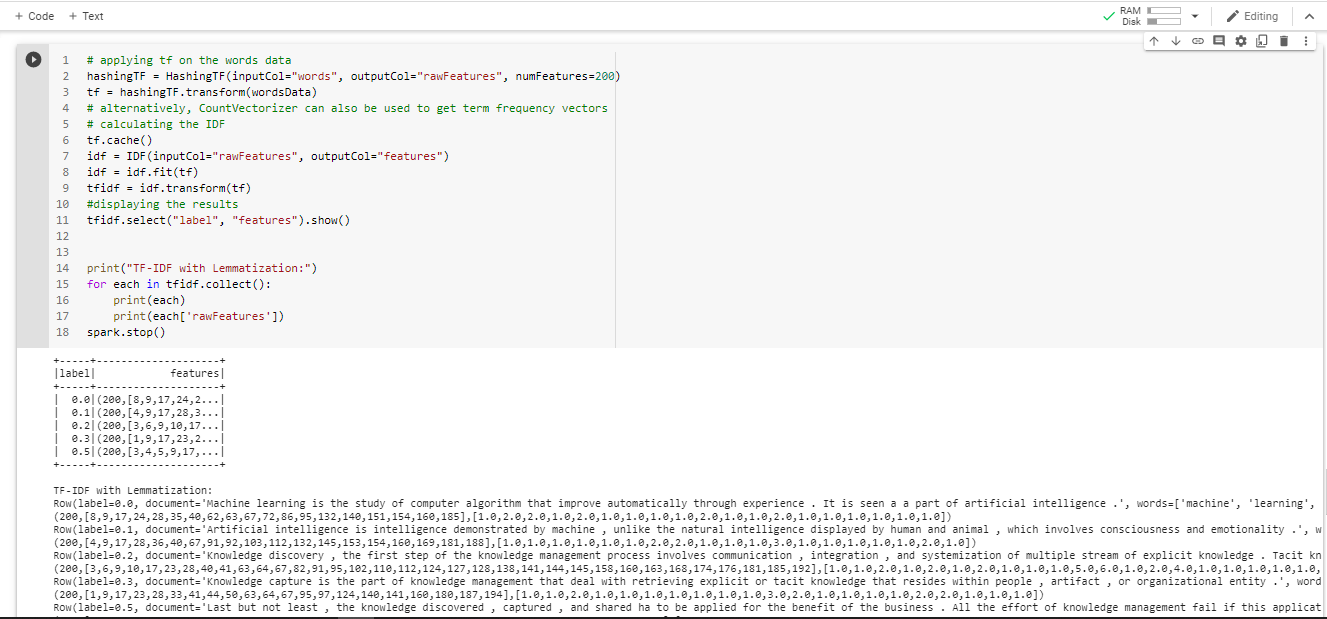 + Code + Text
RAM
Disk
Editing
1 # applying tf on the words data
2 hashingTF = HashingTF(inputCol="words", outputCol="rawFeatures", numFeatures=200)
3 tf = hashingTF.transform(wordsData)
4 # alternatively, CountVectorizer can also be used to get term frequency vectors
5 # calculating the IDF
6 tf.cache()
7 idf = IDF(inputCol="rawFeatures", outputCol="features")
8 idf = idf.fit(tf)
9 tfidf = idf.transform(tf)
10 #displaying the results
11 tfidf.select("label", "features").show()
12
13
14 print("TF-IDF with Lemmatization:")
15 for each in tfidf.collect():
16     print(each)
17     print(each['rawFeatures'])
18 spark.stop()
+-----+--------------------+
|label|            features|
+-----+--------------------+
|  0.0|(200,[8,9,17,24,2...|
|  0.1|(200,[4,9,17,28,3...|
|  0.2|(200,[3,6,9,10,17...|
|  0.3|(200,[1,9,17,23,2...|
|  0.5|(200,[3,4,5,9,17,...|
+-----+--------------------+
TF-IDF with Lemmatization:
Row(label=0.0, document='Machine learning is the study of computer algorithm that improve automatically through experience . It is seen a a part of artificial intelligence .', words=['machine', 'learning',
(200,[8,9,17,24,28,35,40,62,63,67,72,86,95,132,140,151,154,160,185],[1.0,2.0,2.0,1.0,2.0,1.0,1.0,1.0,1.0,2.0,1.0,1.0,2.0,1.0,1.0,1.0,1.0,1.0,1.0])
Row(label=0.1, document='Artificial intelligence is intelligence demonstrated by machine , unlike the natural intelligence displayed by human and animal , which involves consciousness and emotionality .', w
(200,[4,9,17,28,36,40,67,91,92,103,112,132,145,153,154,160,169,181,188],[1.0,1.0,1.0,1.0,1.0,1.0,2.0,2.0,1.0,1.0,1.0,3.0,1.0,1.0,1.0,1.0,1.0,2.0,1.0])
Row(label=0.2, document='Knowledge discovery , the first step of the knowledge management process involves communication , integration , and systemization of multiple stream of explicit knowledge . Tacit kn
(200,[3,6,9,10,17,23,28,40,41,63,64,67,82,91,95,102,110,112,124,127,128,138,141,144,145,158,160,163,168,174,176,181,185,192],[1.0,1.0,2.0,1.0,2.0,1.0,2.0,1.0,1.0,1.0,5.0,6.0,1.0,2.0,4.0,1.0,1.0,1.0,1.0,1.0,
Row(label=0.3, document='Knowledge capture is the part of knowledge management that deal with retrieving explicit or tacit knowledge that resides within people , artifact , or organizational entity .', word
(200,[1,9,17,23,28,33,41,44,50,63,64,67,95,97,124,140,141,160,180,187,194],[1.0,1.0,2.0,1.0,1.0,1.0,1.0,1.0,1.0,1.0,3.0,2.0,1.0,1.0,1.0,1.0,2.0,2.0,1.0,1.0,1.0])
Row(label=0.5, document='Last but not least , the knowledge discovered , captured , and shared ha to be applied for the benefit of the business . All the effort of knowledge management fail if this applicat